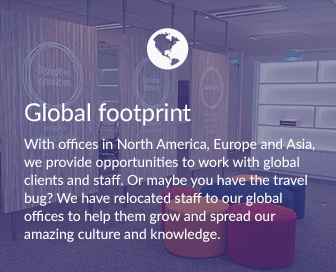 Disruptive
Innovation
Global footprint
With offices in North America, Europe and Asia,
we provide opportunities to work with global
clients and staff. Or maybe you have the travel
bug? We have relocated staff to our global
offices to help them grow and spread our
amazing culture and knowledge.